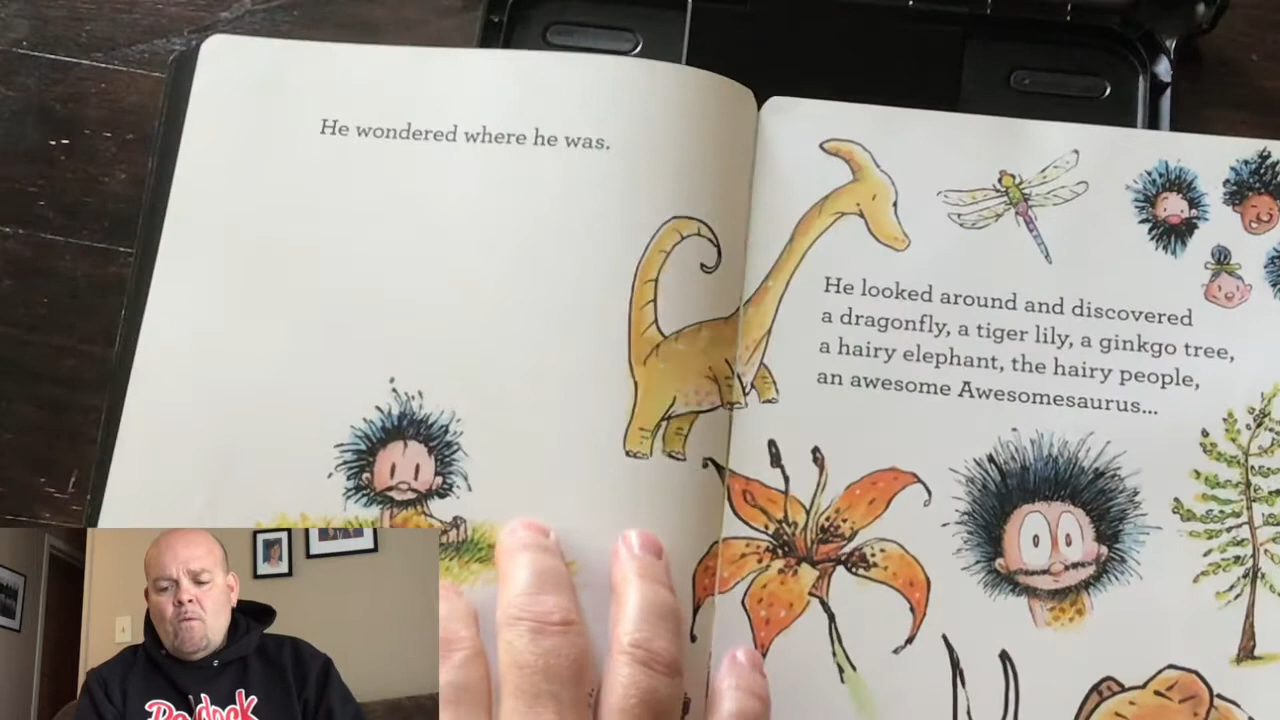 He wondered where he was.
He looked around and discovered
a dragonfly, a tiger lily, a ginkgo tree,
a hairy elephant, the hairy people,
an awesome Awesomesaurus...